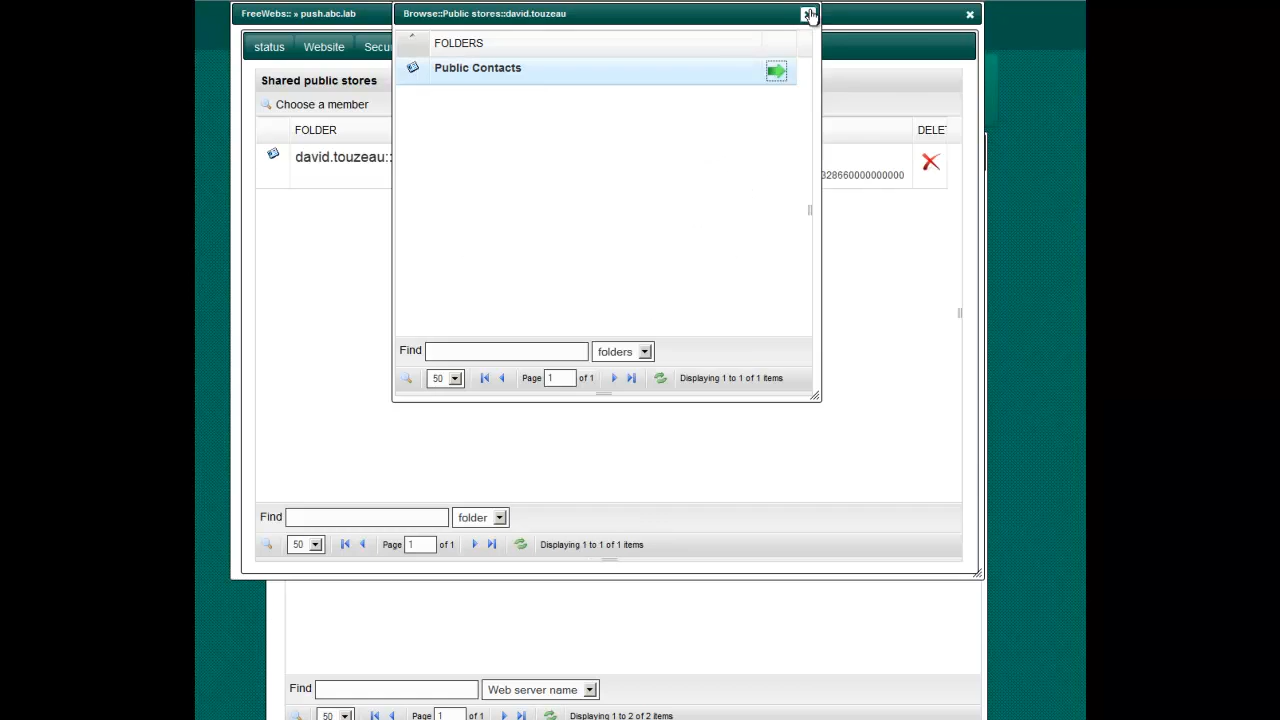 FreeWebs:: » push.abc.lab
Browse::Public stores::david.touzeau
status
Website
Secu
FOLDERS
Public Contacts
Shared public stores
Choose a member
FOLDER
DELE
david.touzeau::
328660000000000
Find
folders
50
Page 1 of 1
Displaying 1 to 1 of 1 items
Find
folder
50
Page 1 of 1
Displaying 1 to 1 of 1 items
Find
Web server name
50
Page 1 of 1
Displaying 1 to 2 of 2 items